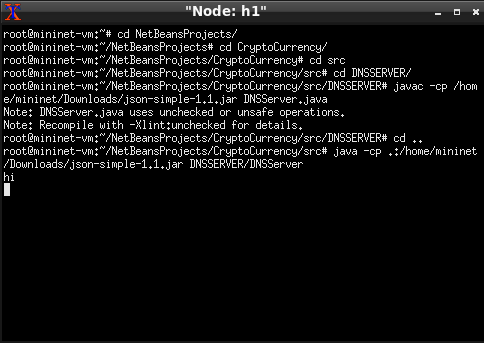 "Node: h1"
root@mininet-vm:~# cd NetBeansProjects/
root@mininet-vm:~/NetBeansProjects# cd CryptoCurrency/
root@mininet-vm:~/NetBeansProjects/CryptoCurrency# cd src
root@mininet-vm:~/NetBeansProjects/CryptoCurrency/src# cd DNSSERVER/
root@mininet-vm:~/NetBeansProjects/CryptoCurrency/src/DNSSERVER# javac -cp /hom
e/mininet/Downloads/json-simple-1.1.jar DNSServer.java
Note: DNSServer.java uses unchecked or unsafe operations.
Note: Recompile with -Xlint:unchecked for details.
root@mininet-vm:~/NetBeansProjects/CryptoCurrency/src/DNSSERVER# cd ..
root@mininet-vm:~/NetBeansProjects/CryptoCurrency/src# java -cp .:/home/mininet
/Downloads/json-simple-1.1.jar DNSSERVER/DNSServer
hi